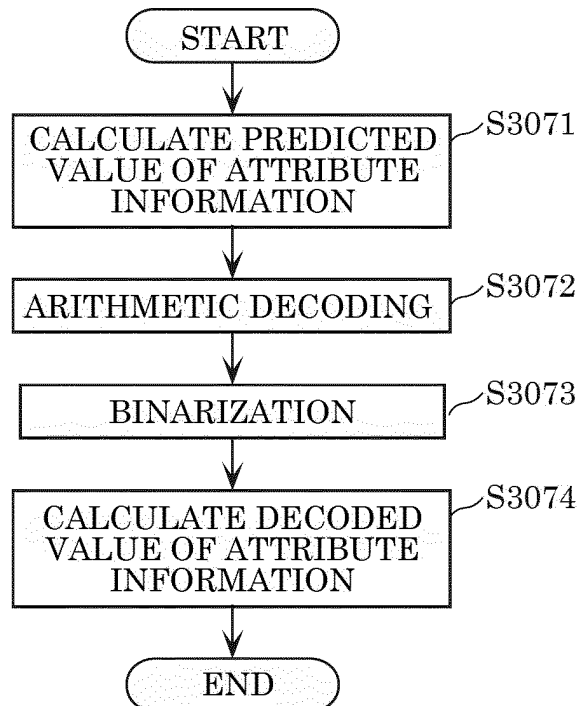 START
CALCULATE PREDICTED
VALUE OF ATTRIBUTE
INFORMATION
S3071
ARITHMETIC DECODING
S3072
BINARIZATION
S3073
CALCULATE DECODED
VALUE OF ATTRIBUTE
INFORMATION
S3074
END